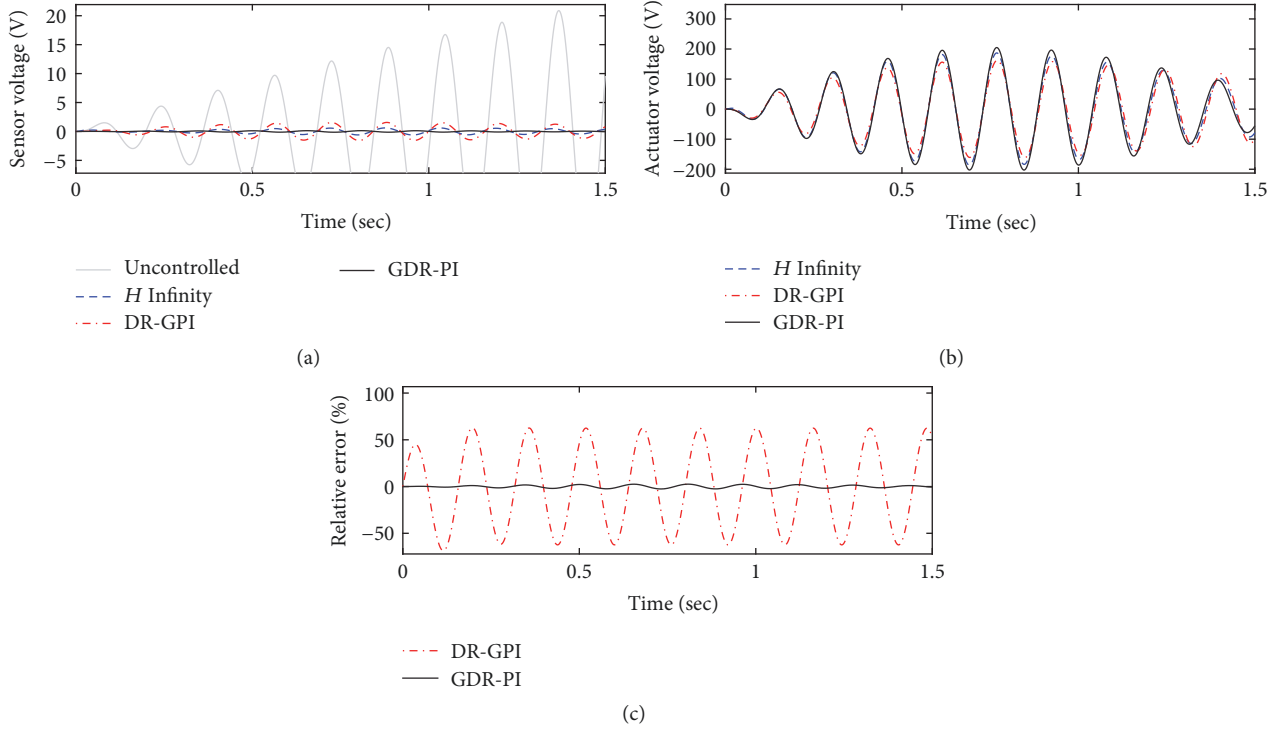 Sensor voltage (V)
20
15
10
5
0
−5
0
0.5
1
1.5
Time (sec)
Uncontrolled
H Infinity
DR-GPI
GDR-PI
(a)
Actuator voltage (V)
300
200
100
0
−100
−200
0
0.5
1
1.5
Time (sec)
H Infinity
DR-GPI
GDR-PI
(b)
Relative error (%)
100
50
0
−50
0
0.5
1
1.5
Time (sec)
DR-GPI
GDR-PI
(c)